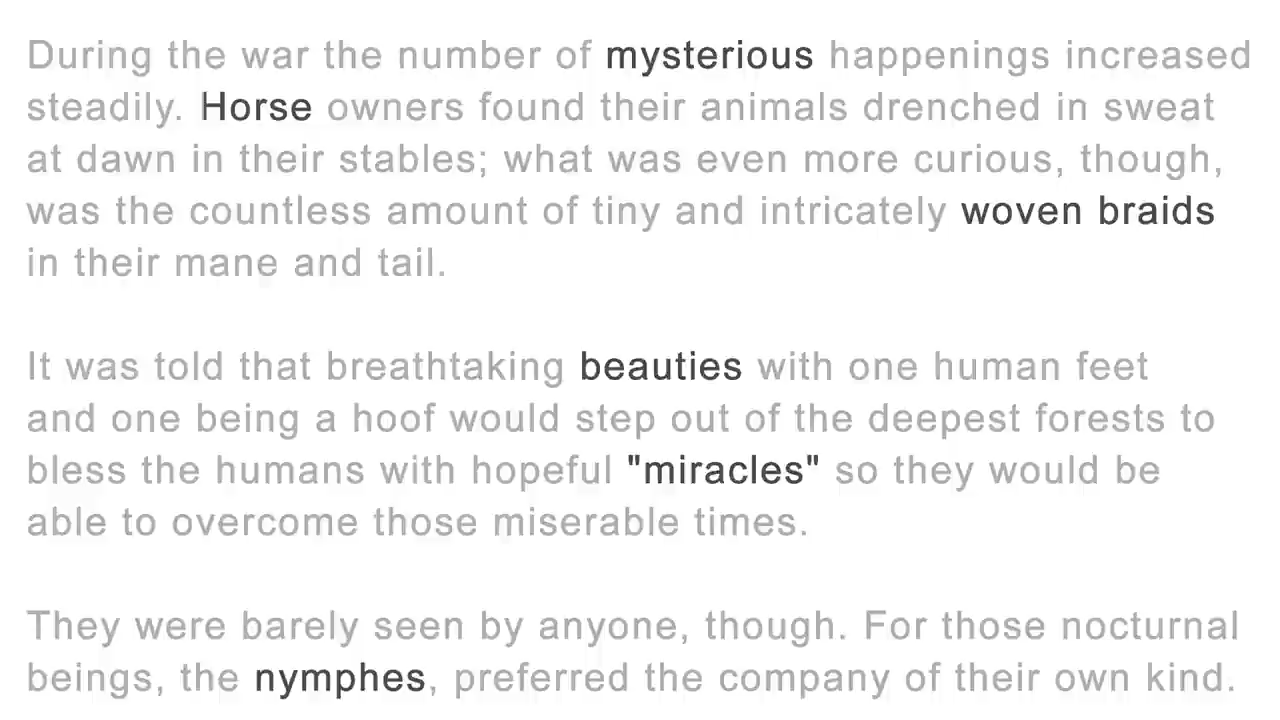 During the war the number of mysterious happenings increased
steadily. Horse owners found their animals drenched in sweat
at dawn in their stables; what was even more curious, though,
was the countless amount of tiny and intricately woven braids
in their mane and tail.
It was told that breathtaking beauties with one human feet
and one being a hoof would step out of the deepest forests to
bless the humans with hopeful "miracles" so they would be
able to overcome those miserable times.
They were barely seen by anyone, though. For those nocturnal
beings, the nymphes, preferred the company of their own kind.